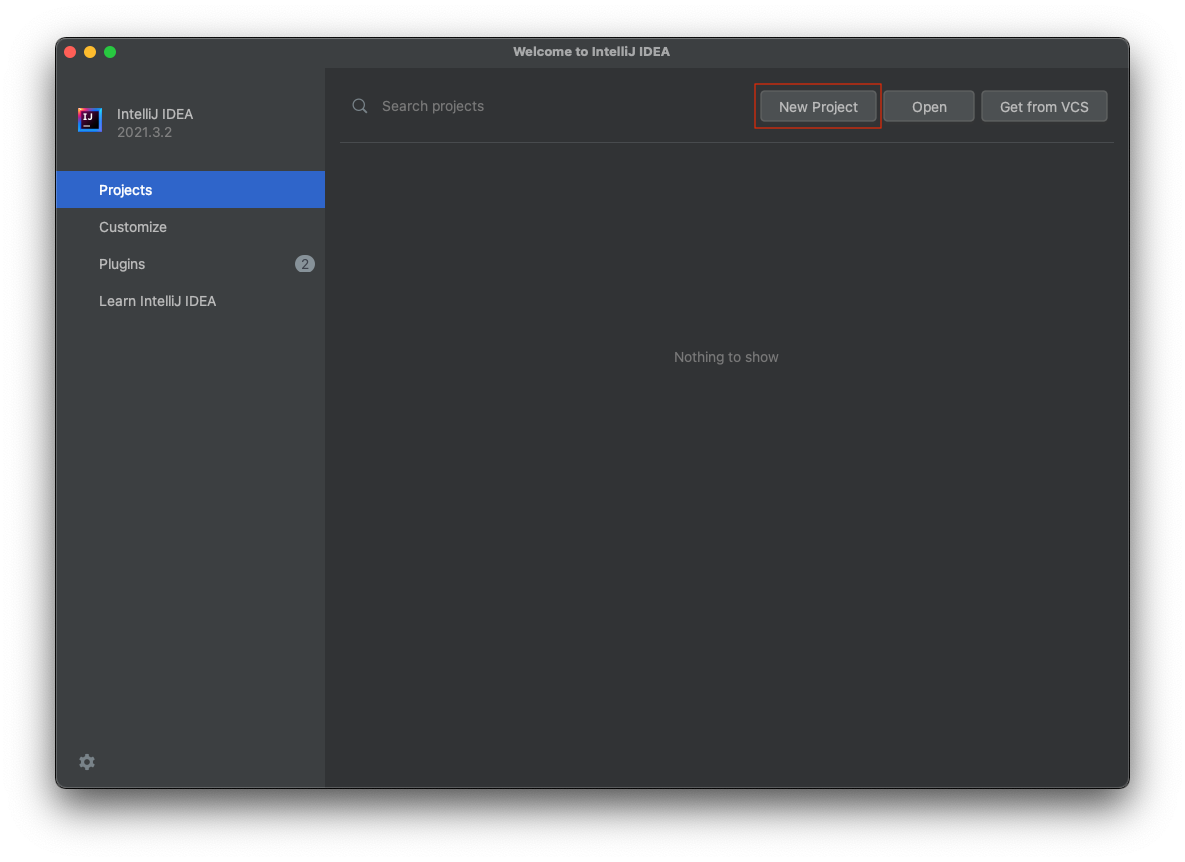 Welcome to IntelliJ IDEA
IJ
IntelliJ IDEA
2021.3.2
Projects
Customize
Plugins
2
Learn IntelliJ IDEA
Search projects
New Project
Open
Get from VCS
Nothing to show